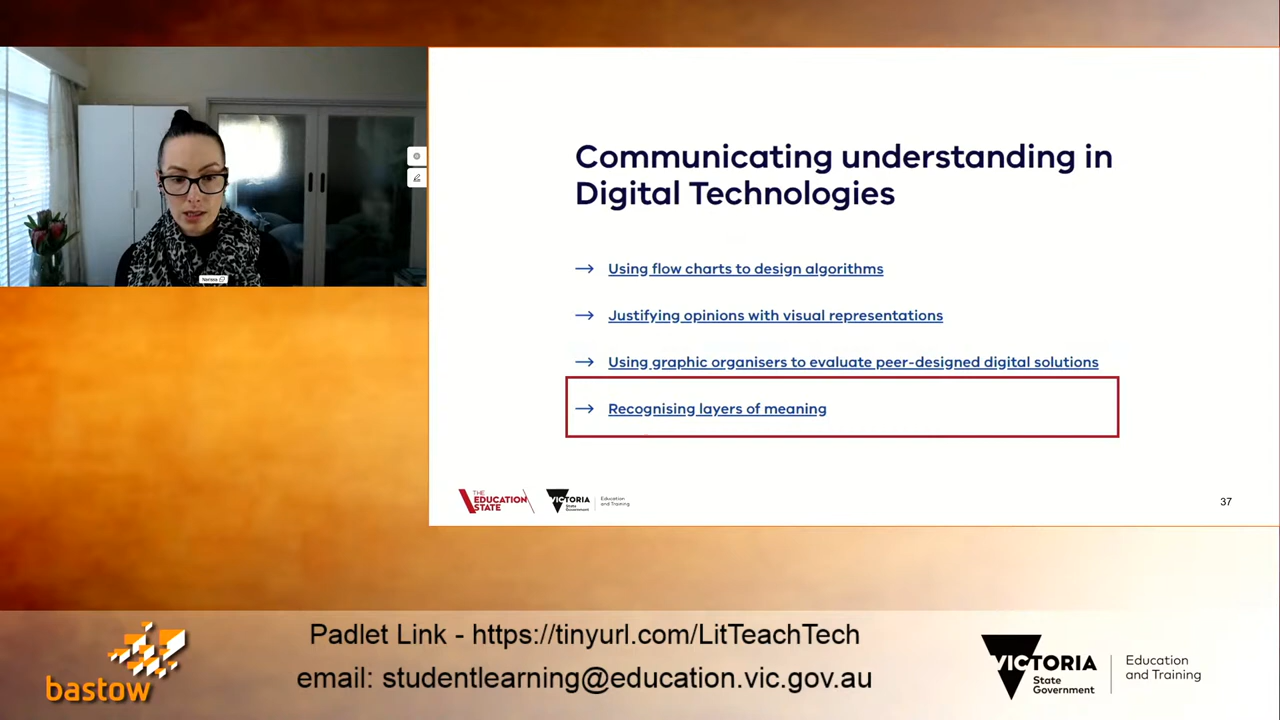 Communicating understanding in
Digital Technologies
→ Using flow charts to design algorithms
→ Justifying opinions with visual representations
→ Using graphic organisers to evaluate peer-designed digital solutions
→ Recognising layers of meaning
THE
EDUCATION
STATE
VICTORIA
State
Government
Education
and Training
37
Nerissa
bastow
Padlet Link - https://tinyurl.com/LitTeachTech
email: studentlearning@education.vic.gov.au
VICTORIA
State
Government
Education
and Training